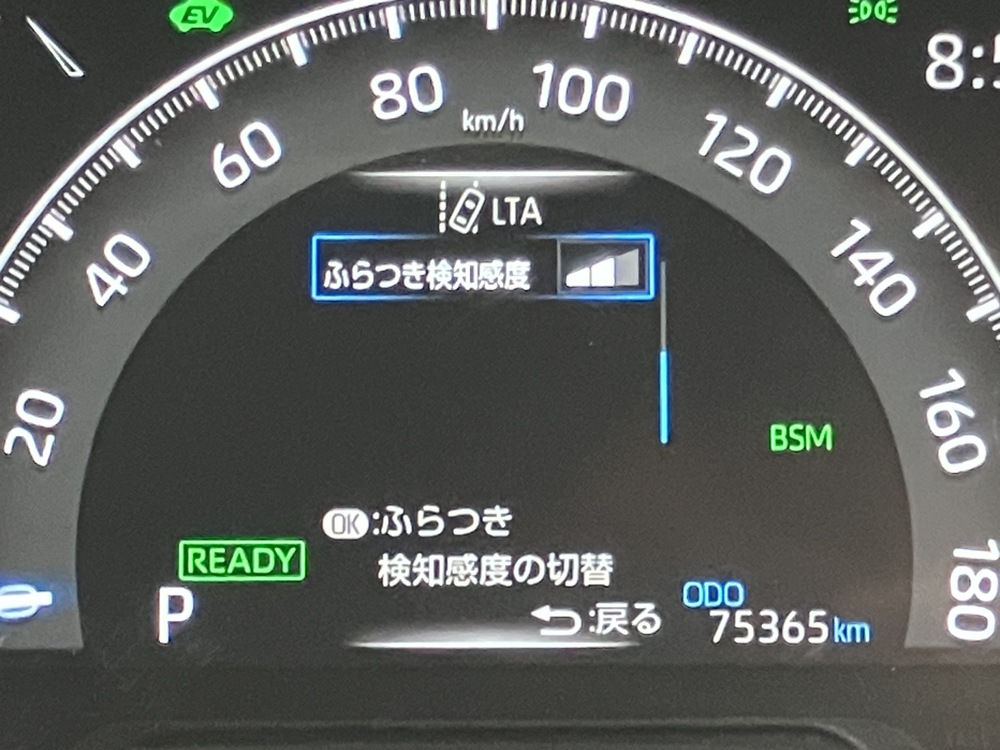 EV
8:5
80
100
km/h
60
120
LTA
40
140
ふらつき検知感度
20
160
BSM
OK:ふらつき
検知感度の切替
READY
180
ODO
P
:戻る
75365km